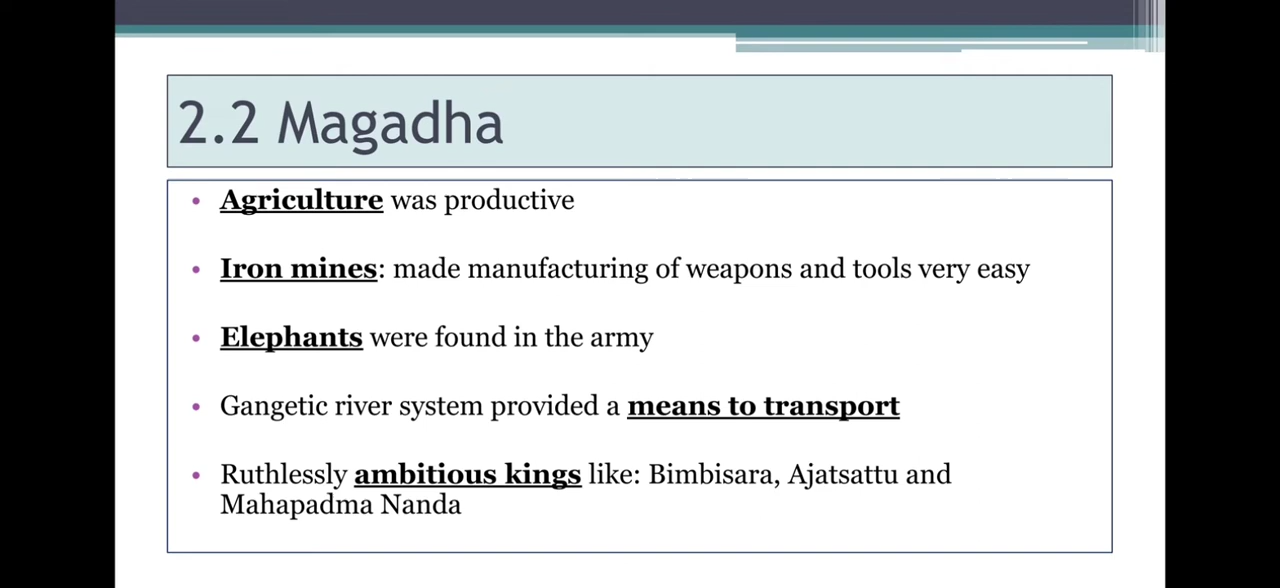 2.2 Magadha
• Agriculture was productive
• Iron mines: made manufacturing of weapons and tools very easy
• Elephants were found in the army
• Gangetic river system provided a means to transport
• Ruthlessly ambitious kings like: Bimbisara, Ajatsattu and
Mahapadma Nanda